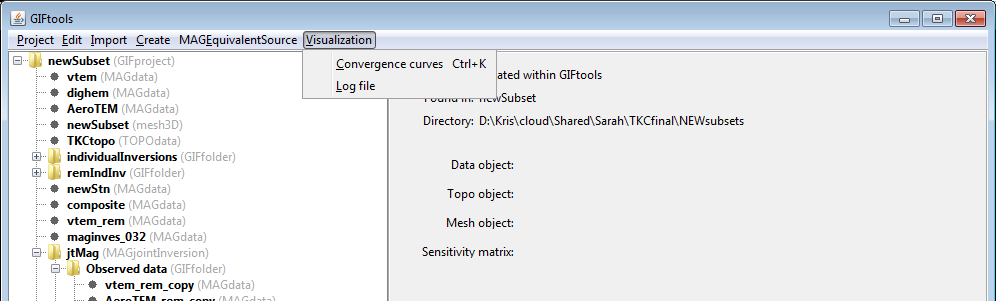 GIFtools
Project Edit Import Create MAGEquivalentSource Visualization
Convergence curves Ctrl+K
Log file
newSubset (GIFproject)
vtem (MAGdata)
dighem (MAGdata)
AeroTEM (MAGdata)
newSubset (mesh3D)
TKCtopo (TOPOdata)
individualInversions (GIFfolder)
remIndInv (GIFfolder)
newStn (MAGdata)
composite (MAGdata)
vtem_rem (MAGdata)
maginves_032 (MAGdata)
jtMag (MAGjointInversion)
Observed data (GIFfolder)
vtem_rem_copy (MAGdata)
AeroTEM_rem_copy (MAGdata)
ated within GIFtools
Found in: newSubset
Directory: D:\Kris\cloud\Shared\Sarah\TKCfinal\NEWsubsets
Data object:
Topo object:
Mesh object:
Sensitivity matrix: